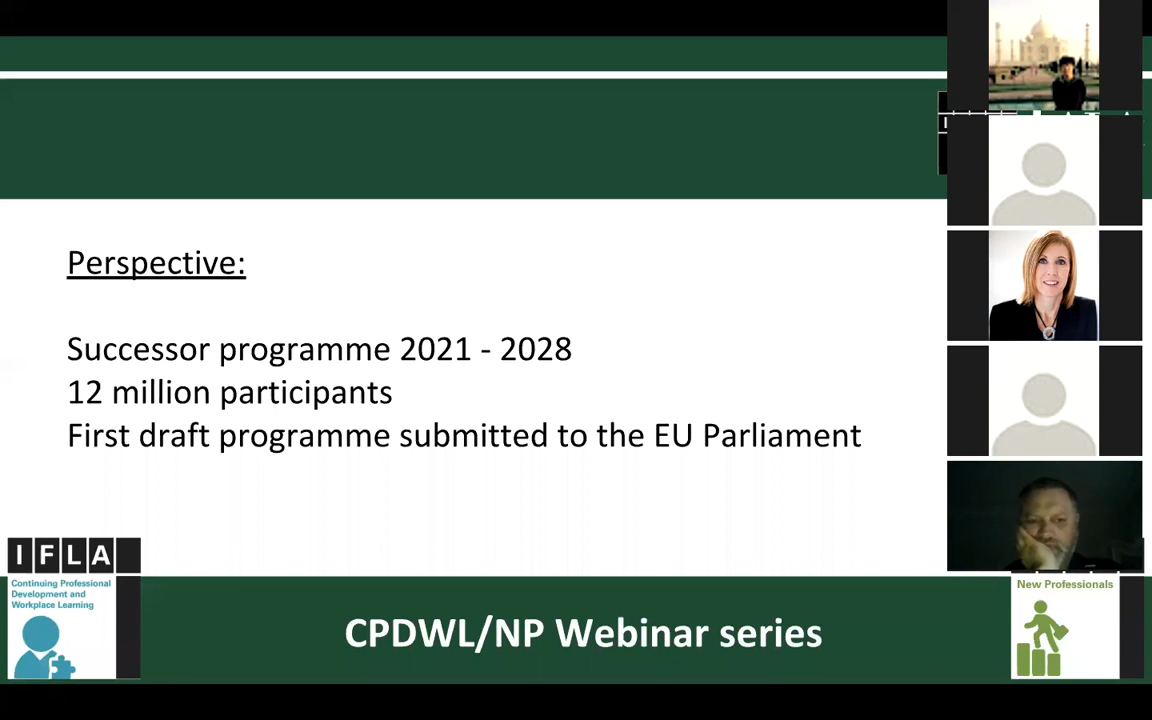 Perspective:
Successor programme 2021 - 2028
12 million participants
First draft programme submitted to the EU Parliament
IFLA
Continuing Professional
Development and
Workplace Learning
CPDWL/NP Webinar series
New Professionals